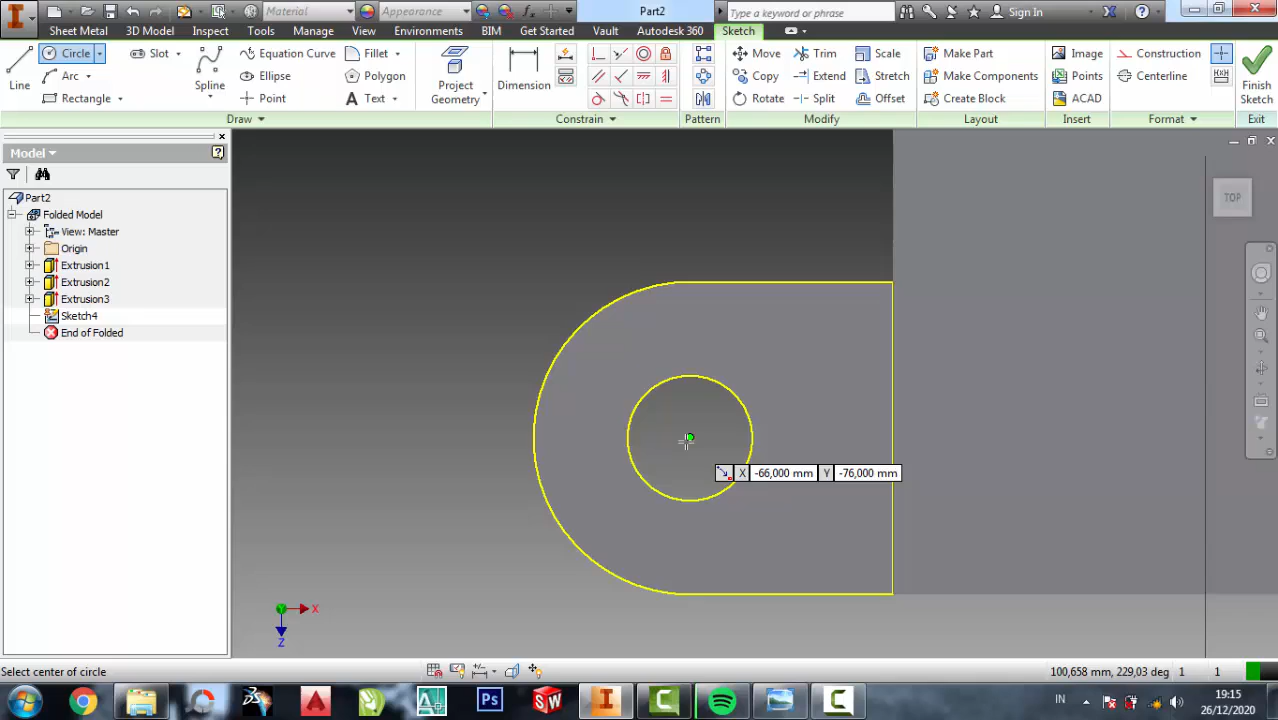 Material
Appearance
fx
Part2
Type a keyword or phrase
Sign In
Sheet Metal
3D Model
Inspect
Tools
Manage
View
Environments
BIM
Get Started
Vault
Autodesk 360
Sketch
Line
Circle
Arc
Rectangle
Slot
Spline
Equation Curve
Ellipse
Point
Fillet
Polygon
Text
Project
Geometry
Dimension
Move
Copy
Rotate
Trim
Extend
Split
Scale
Stretch
Offset
Make Part
Make Components
Create Block
Image
Points
ACAD
Construction
Centerline
Finish
Sketch
Draw
Constrain
Pattern
Modify
Layout
Insert
Format
Exit
Model
Part2
Folded Model
View: Master
Origin
Extrusion1
Extrusion2
Extrusion3
Sketch4
End of Folded
TOP
X -66,000 mm Y -76,000 mm
X
Y
Z
Select center of circle
100,658 mm, 229,03 deg 1 1
Ps
SW
IN
19:15
26/12/2020